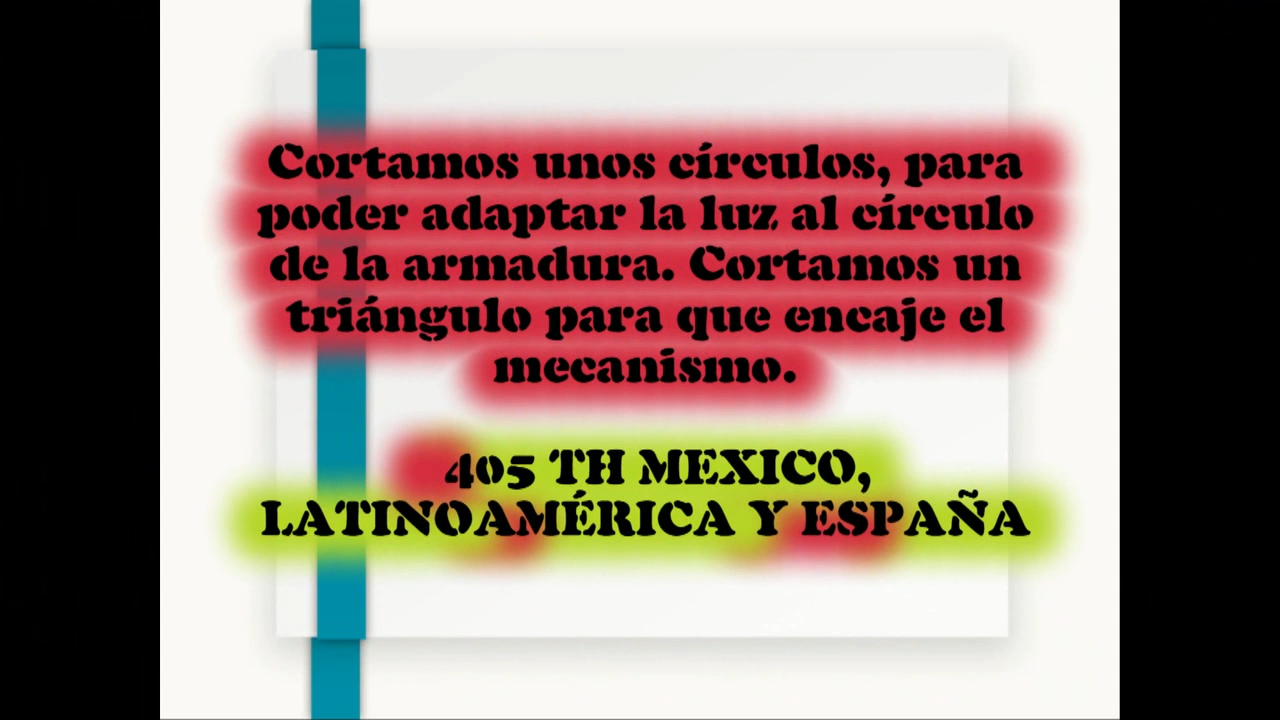 Cortamos unos círculos, para
poder adaptar la luz al círculo
de la armadura. Cortamos un
triángulo para que encaje el
mecanismo.
405 TH MEXICO,
LATINOAMÉRICA Y ESPAÑA